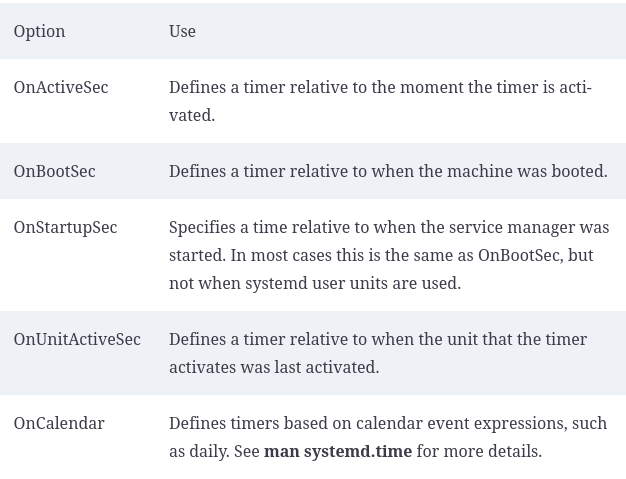 Option Use
OnActiveSec Defines a timer relative to the moment the timer is acti-
vated.
OnBootSec Defines a timer relative to when the machine was booted.
OnStartupSec Specifies a time relative to when the service manager was
started. In most cases this is the same as OnBootSec, but
not when systemd user units are used.
OnUnitActiveSec Defines a timer relative to when the unit that the timer
activates was last activated.
OnCalendar Defines timers based on calendar event expressions, such
as daily. See man systemd.time for more details.